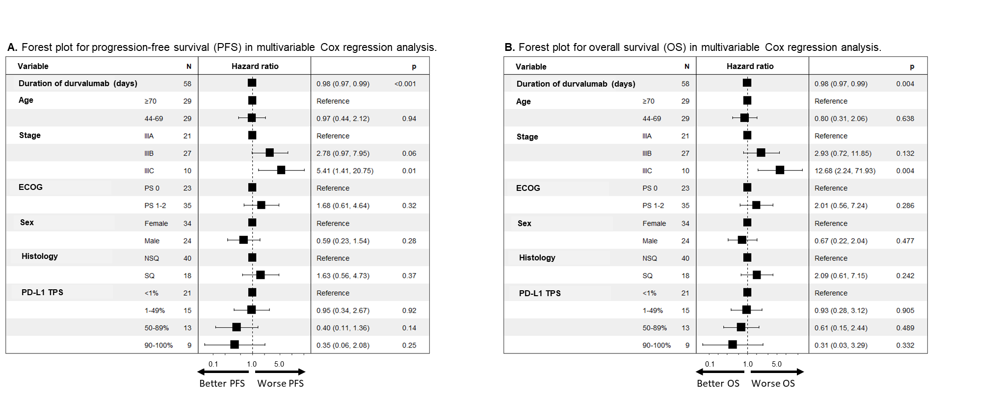 A. Forest plot for progression-free survival (PFS) in multivariable Cox regression analysis.
Variable N Hazard ratio p
Duration of durvalumab (days) 58 0.98 (0.97, 0.99) <0.001
Age ≥70 29 Reference
44-69 29 0.97 (0.44, 2.12) 0.94
Stage IIIA 21 Reference
IIIB 27 2.78 (0.97, 7.95) 0.06
IIIC 10 5.41 (1.41, 20.75) 0.01
ECOG PS 0 23 Reference
PS 1-2 35 1.68 (0.61, 4.64) 0.32
Sex Female 34 Reference
Male 24 0.59 (0.23, 1.54) 0.28
Histology NSQ 40 Reference
SQ 18 1.63 (0.56, 4.73) 0.37
PD-L1 TPS <1% 21 Reference
1-49% 15 0.95 (0.34, 2.67) 0.92
50-89% 13 0.40 (0.11, 1.36) 0.14
90-100% 9 0.35 (0.06, 2.08) 0.25
0.1 1.0 5.0
Better PFS Worse PFS
B. Forest plot for overall survival (OS) in multivariable Cox regression analysis.
Variable N Hazard ratio p
Duration of durvalumab (days) 58 0.98 (0.97, 0.99) 0.004
Age ≥70 29 Reference
44-69 29 0.80 (0.31, 2.06) 0.638
Stage IIIA 21 Reference
IIIB 27 2.93 (0.72, 11.85) 0.132
IIIC 10 12.68 (2.24, 71.93) 0.004
ECOG PS 0 23 Reference
PS 1-2 35 2.01 (0.56, 7.24) 0.286
Sex Female 34 Reference
Male 24 0.67 (0.22, 2.04) 0.477
Histology NSQ 40 Reference
SQ 18 2.09 (0.61, 7.15) 0.242
PD-L1 TPS <1% 21 Reference
1-49% 15 0.93 (0.28, 3.12) 0.905
50-89% 13 0.61 (0.15, 2.44) 0.489
90-100% 9 0.31 (0.03, 3.29) 0.332
0.1 1.0 5.0
Better OS Worse OS